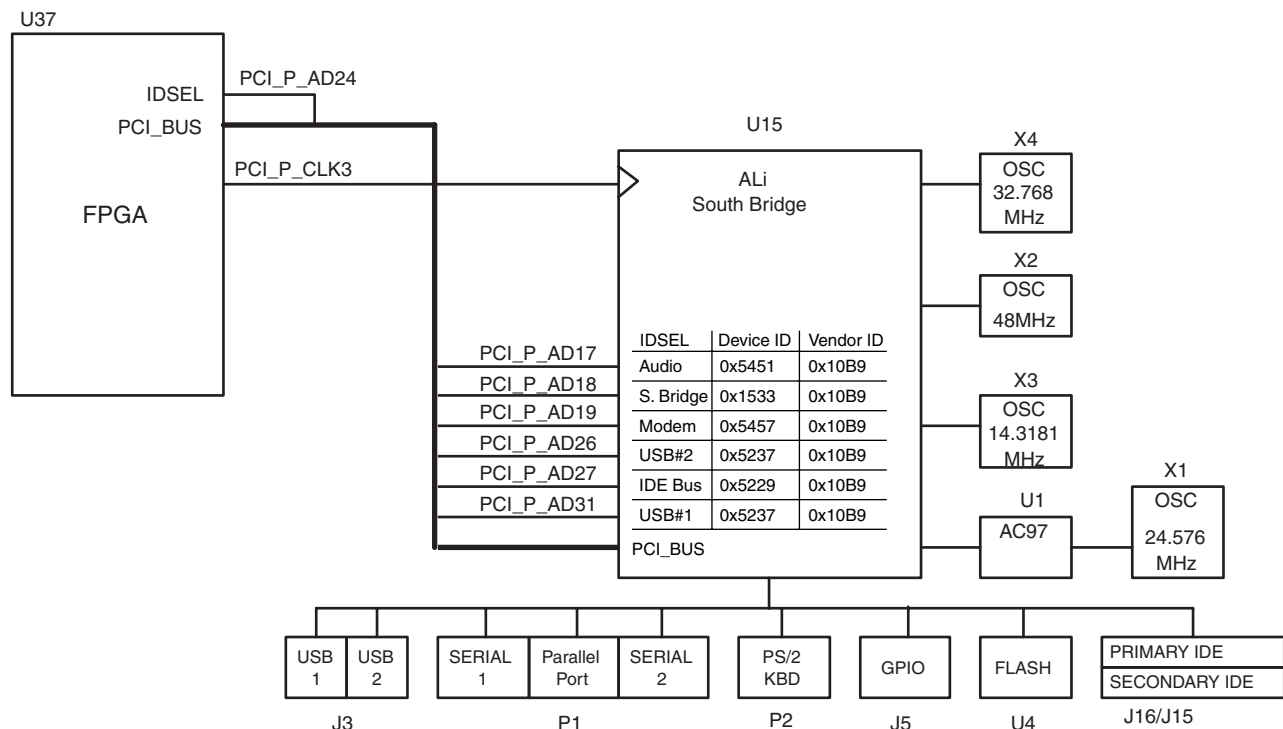 U37
PCI_P_AD24
IDSEL
PCI_BUS
PCI_P_CLK3
FPGA
U15
ALi
South Bridge
X4
OSC
32.768
MHz
X2
OSC
48MHz
X3
OSC
14.3181
MHz
X1
OSC
24.576
MHz
U1
AC97
PCI_P_AD17
PCI_P_AD18
PCI_P_AD19
PCI_P_AD26
PCI_P_AD27
PCI_P_AD31
IDSEL Device ID Vendor ID
Audio 0x5451 0x10B9
S. Bridge 0x1533 0x10B9
Modem 0x5457 0x10B9
USB#2 0x5237 0x10B9
IDE Bus 0x5229 0x10B9
USB#1 0x5237 0x10B9
PCI_BUS
USB
1
USB
2
J3
SERIAL
1
Parallel
Port
SERIAL
2
P1
PS/2
KBD
P2
GPIO
J5
FLASH
U4
PRIMARY IDE
SECONDARY IDE
J16/J15